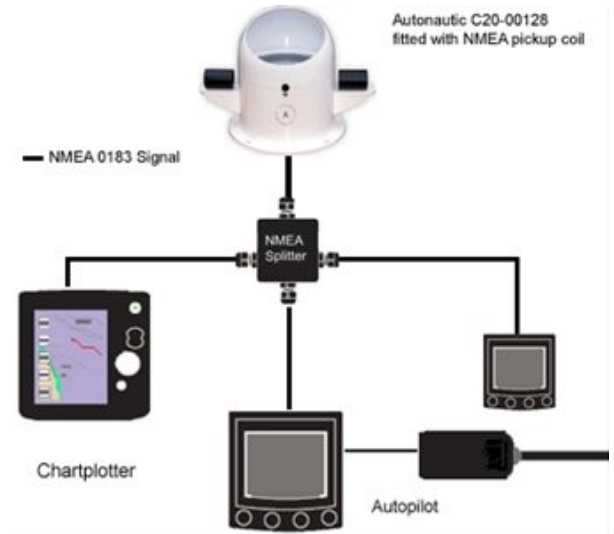 Autonautic C20-00128
fitted with NMEA pickup coil
NMEA 0183 Signal
NMEA
Splitter
Chartplotter
Autopilot
A